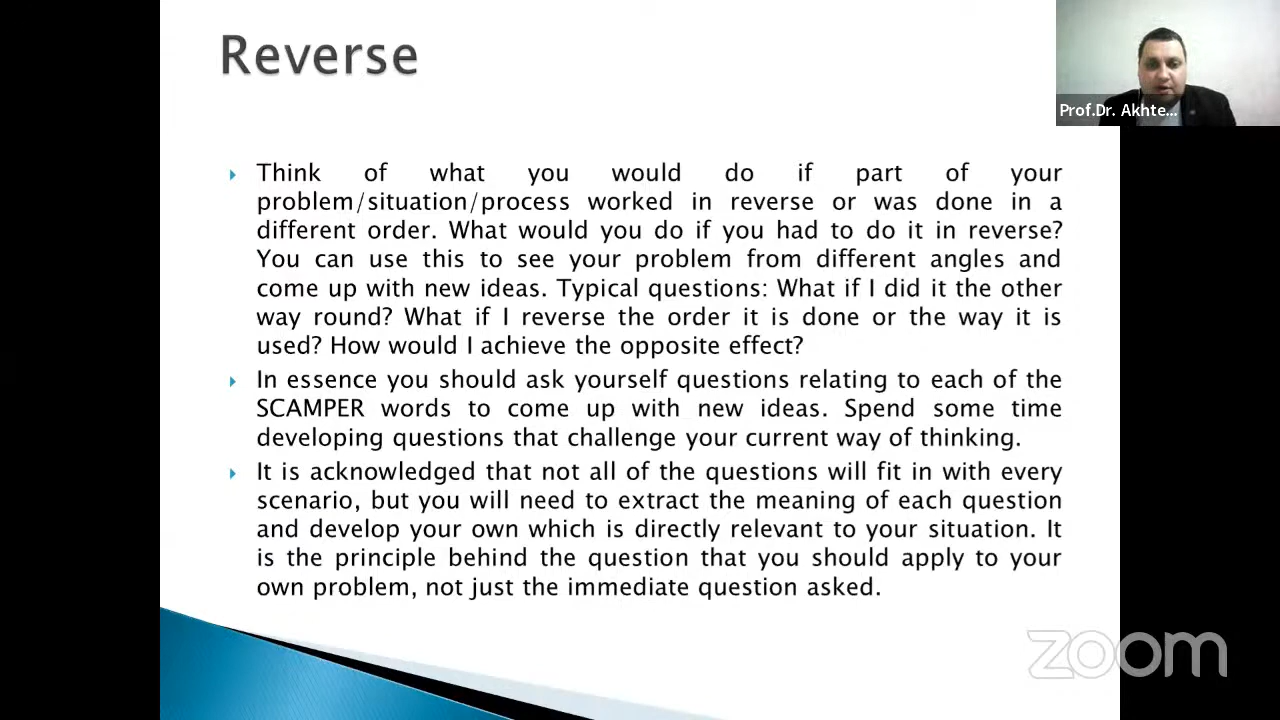 Reverse
Prof.Dr. Akhte...
Think of what you would do if part of your
problem/situation/process worked in reverse or was done in a
different order. What would you do if you had to do it in reverse?
You can use this to see your problem from different angles and
come up with new ideas. Typical questions: What if I did it the other
way round? What if I reverse the order it is done or the way it is
used? How would I achieve the opposite effect?
In essence you should ask yourself questions relating to each of the
SCAMPER words to come up with new ideas. Spend some time
developing questions that challenge your current way of thinking.
It is acknowledged that not all of the questions will fit in with every
scenario, but you will need to extract the meaning of each question
and develop your own which is directly relevant to your situation. It
is the principle behind the question that you should apply to your
own problem, not just the immediate question asked.
zoom